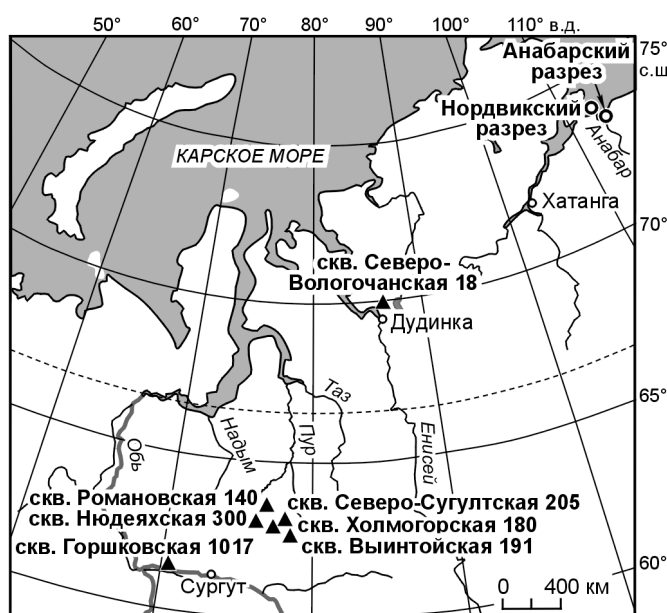 50° 60° 70° 80° 90° 100° 110° в.д.
75°
с.ш
Анабарский
разрез
Нордвикский
разрез
Анабар
КАРСКОЕ МОРЕ
Хатанга
70°
скв. Северо-
Вологочанская 18
Дудинка
65°
Таз
Надым
Пур
Енисей
Обь
скв. Романовская 140
скв. Северо-Сугултская 205
скв. Нюдеяхская 300
скв. Холмогорская 180
скв. Горшковская 1017
скв. Выинтойская 191
60°
Сургут
0 400 км